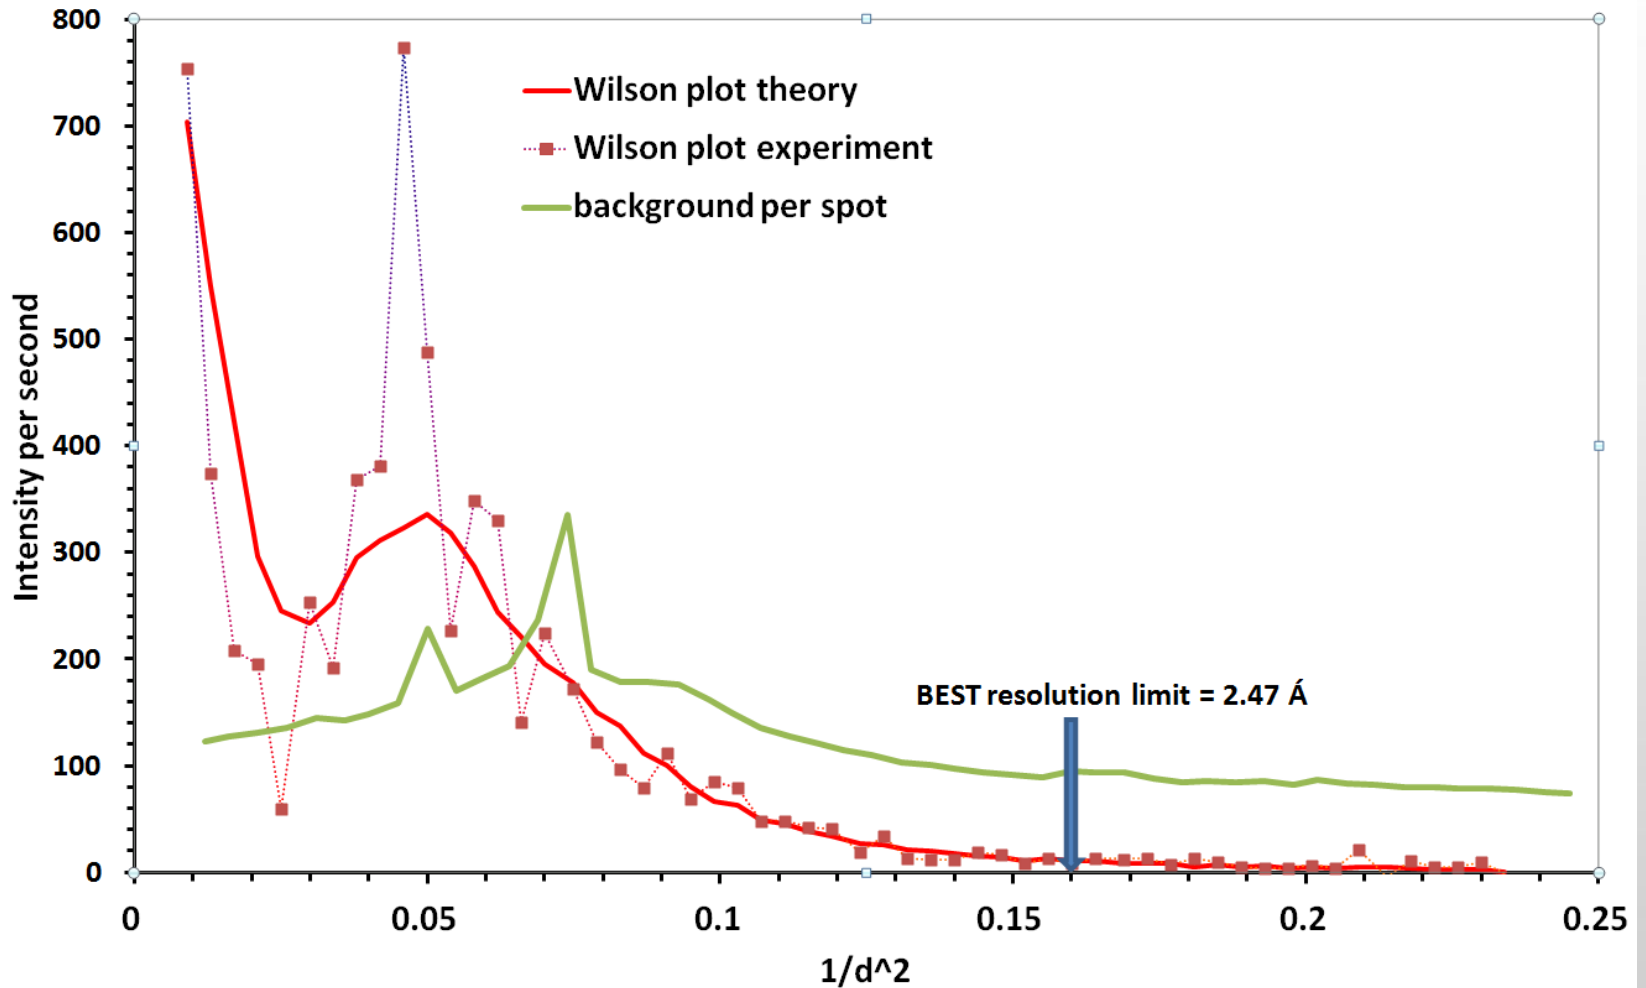 800
700
600
500
400
300
200
100
0
Intensity per second
Wilson plot theory
Wilson plot experiment
background per spot
BEST resolution limit = 2.47 Á
0 0.05 0.1 0.15 0.2 0.25
1/d^2